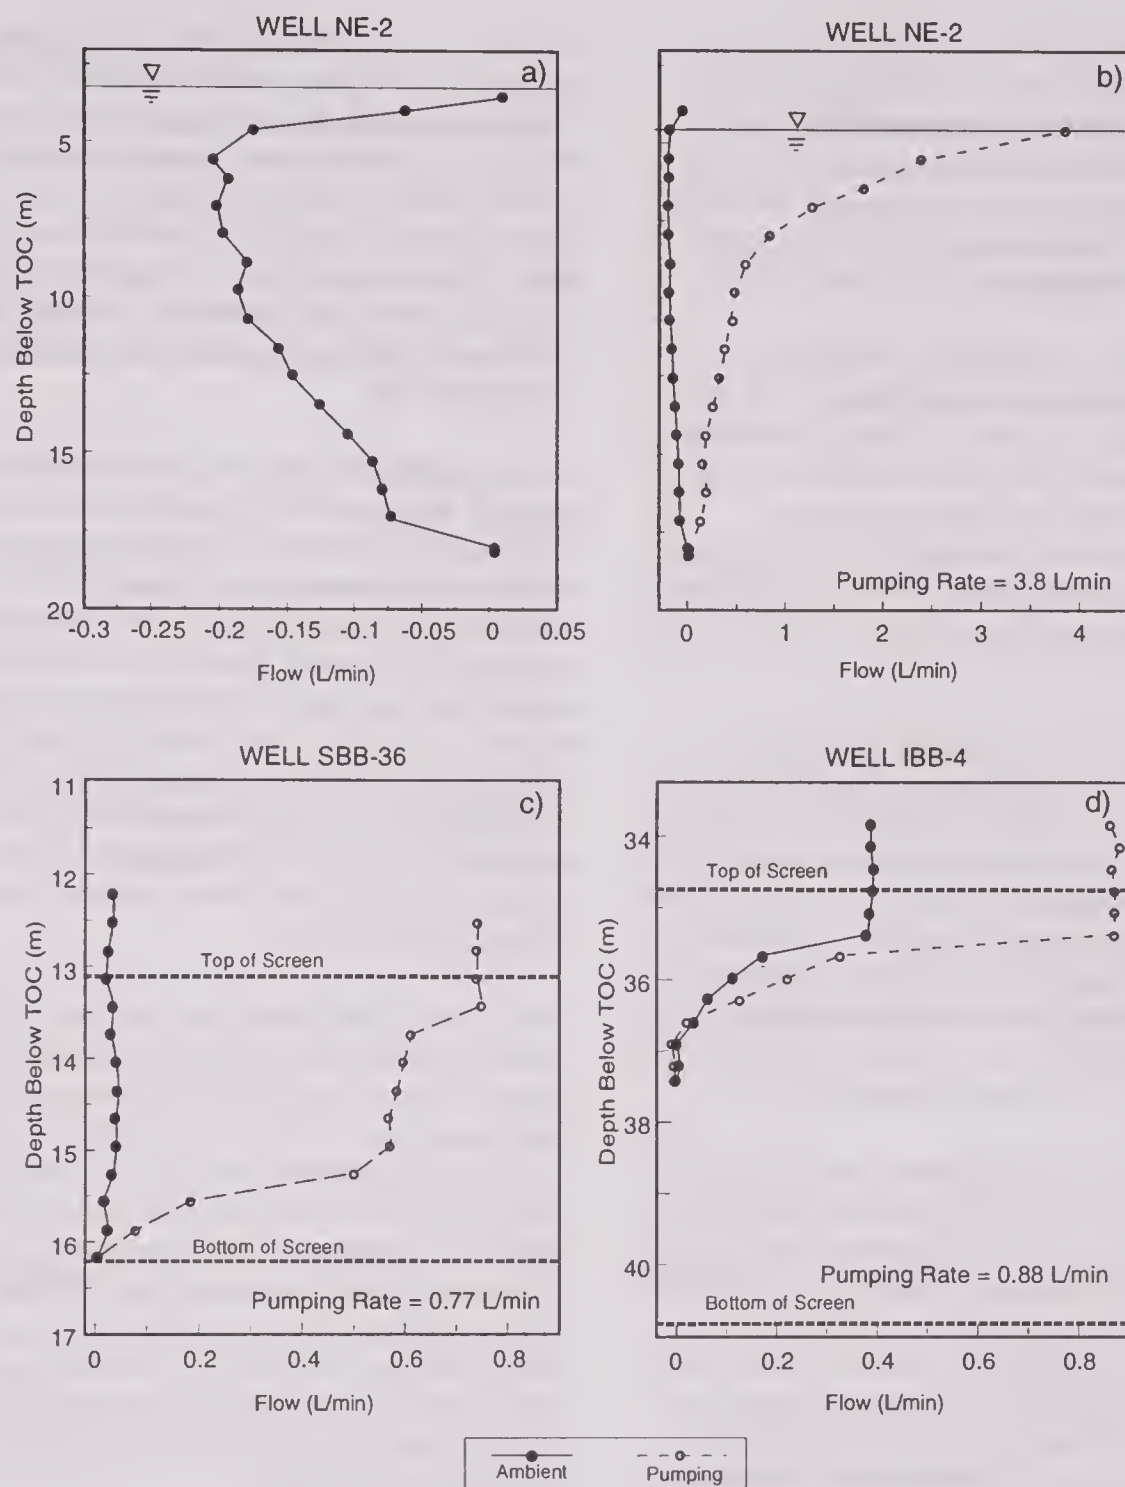 WELL NE-2
a)
5
10
15
20
Depth Below TOC (m)
-0.3 -0.25 -0.2 -0.15 -0.1 -0.05 0 0.05
Flow (L/min)
WELL NE-2
b)
Pumping Rate = 3.8 L/min
0 1 2 3 4
Flow (L/min)
WELL SBB-36
c)
11
12
Top of Screen
13
14
15
16
Bottom of Screen
Pumping Rate = 0.77 L/min
17
Depth Below TOC (m)
0 0.2 0.4 0.6 0.8
Flow (L/min)
WELL IBB-4
d)
34
Top of Screen
36
38
40
Pumping Rate = 0.88 L/min
Bottom of Screen
Depth Below TOC (m)
0 0.2 0.4 0.6 0.8
Flow (L/min)
Ambient Pumping